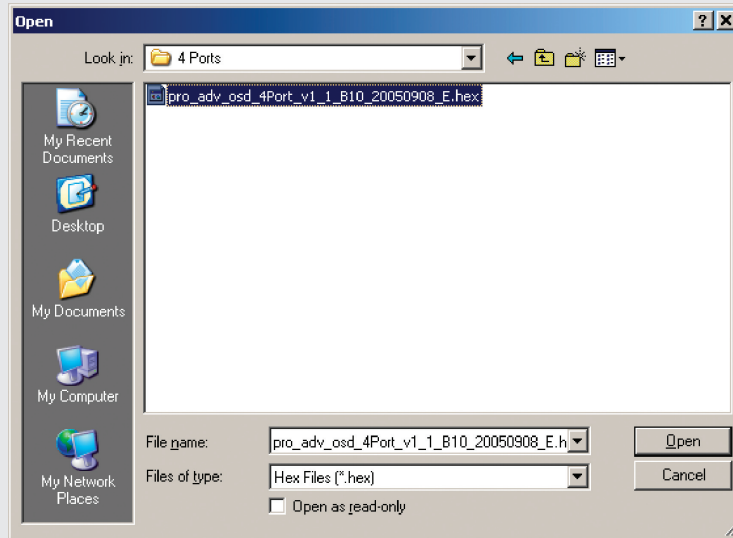 Open
Look in:
4 Ports
pro_adv_osd_4Port_v1_1_B10_20050908_E.hex
My Recent
Documents
Desktop
My Documents
My Computer
My Network
Places
File name:
pro_adv_osd_4Port_v1_1_B10_20050908_E.h
Open
Files of type:
Hex Files (*.hex)
Cancel
Open as read-only